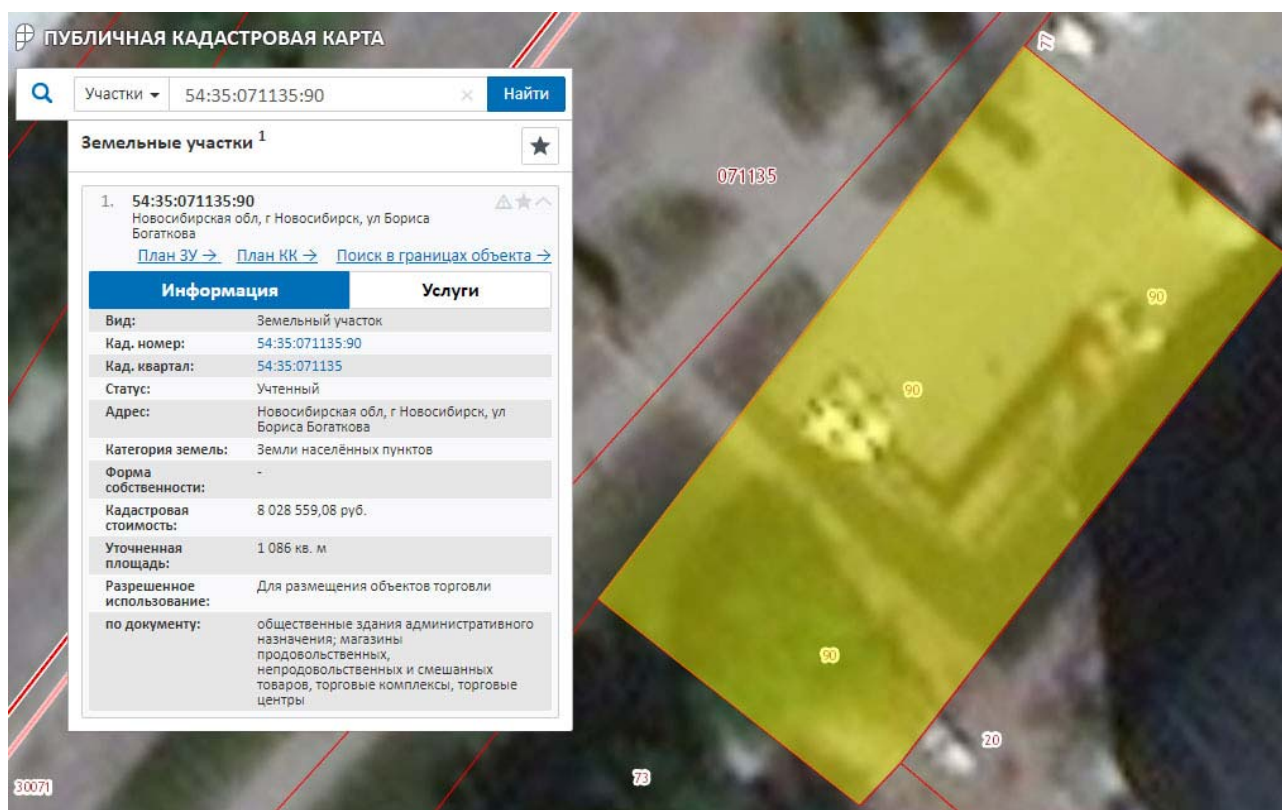 ПУБЛИЧНАЯ КАДАСТРОВАЯ КАРТА
Участки
54:35:071135:90
×
Найти
Земельные участки 1
1. 54:35:071135:90
Новосибирская обл, г Новосибирск, ул Бориса
Богаткова
План ЗУ → План КК → Поиск в границах объекта →
Информация Услуги
Вид: Земельный участок
Кад. номер: 54:35:071135:90
Кад. квартал: 54:35:071135
Статус: Учтенный
Адрес: Новосибирская обл, г Новосибирск, ул
Бориса Богаткова
Категория земель: Земли населённых пунктов
Форма
собственности: -
Кадастровая
стоимость: 8 028 559,08 руб.
Уточненная
площадь: 1 086 кв. м
Разрешенное
использование: Для размещения объектов торговли
по документу: общественные здания административного
назначения; магазины
продовольственных,
непродовольственных и смешанных
товаров, торговые комплексы, торговые
центры
77
071135
90
90
90
20
73
30071